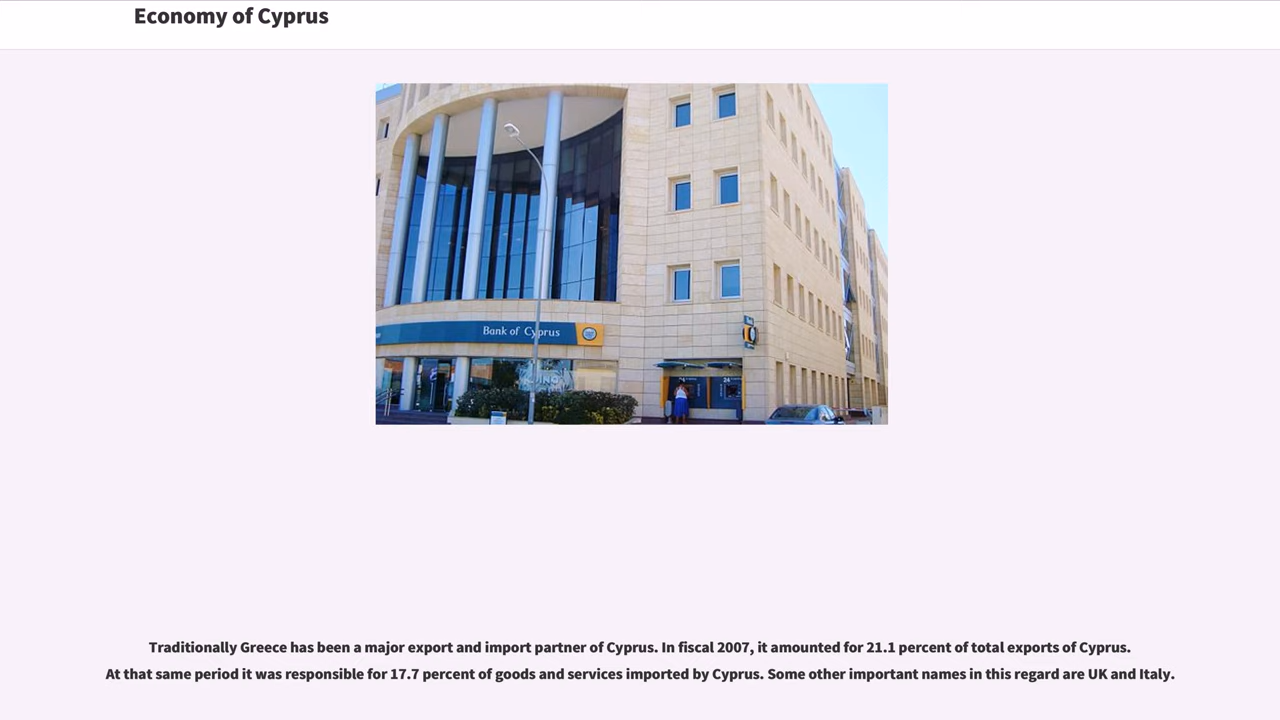 Economy of Cyprus
Bank of Cyprus
24
24
Traditionally Greece has been a major export and import partner of Cyprus. In fiscal 2007, it amounted for 21.1 percent of total exports of Cyprus.
At that same period it was responsible for 17.7 percent of goods and services imported by Cyprus. Some other important names in this regard are UK and Italy.